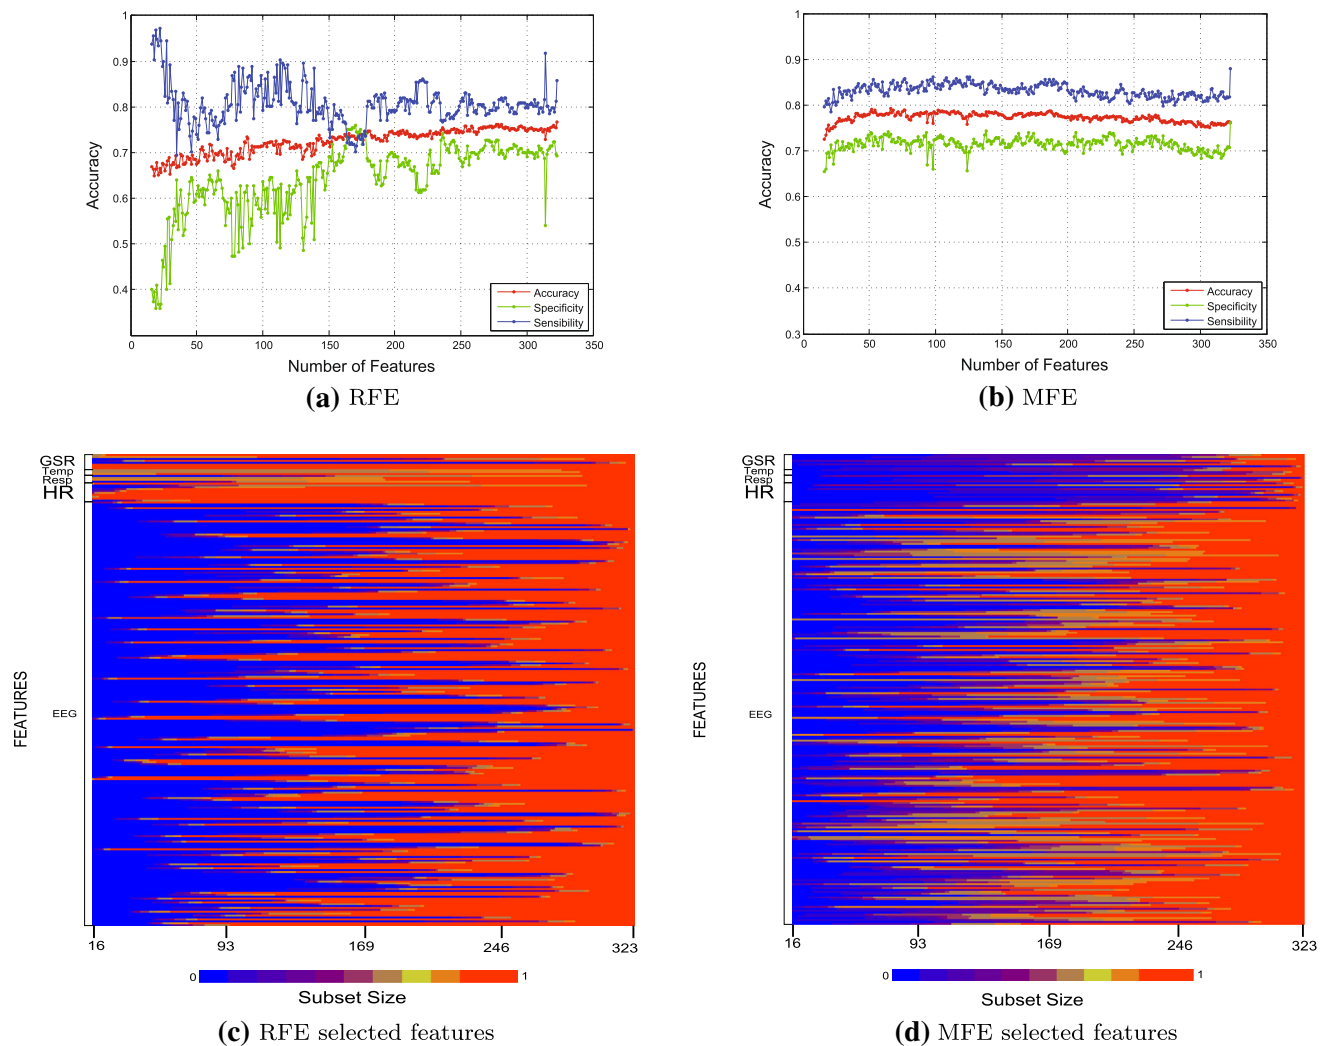 1
0.9
0.8
0.7
0.6
0.5
0.4
Accuracy
0 50 100 150 200 250 300 350
Number of Features
Accuracy
Specificity
Sensibility
(a) RFE
1
0.9
0.8
0.7
0.6
0.5
0.4
0.3
Accuracy
0 50 100 150 200 250 300 350
Number of Features
Accuracy
Specificity
Sensibility
(b) MFE
GSR
Temp
Resp
HR
EEG
FEATURES
16 93 169 246 323
0 1
Subset Size
(c) RFE selected features
GSR
Temp
Resp
HR
EEG
FEATURES
16 93 169 246 323
0 1
Subset Size
(d) MFE selected features